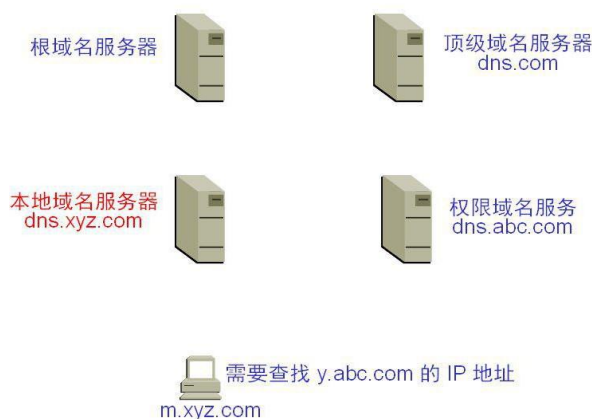 根域名服务器
顶级域名服务器
dns.com
本地域名服务器
dns.xyz.com
权限域名服务
dns.abc.com
需要查找 y.abc.com 的 IP 地址
m.xyz.com